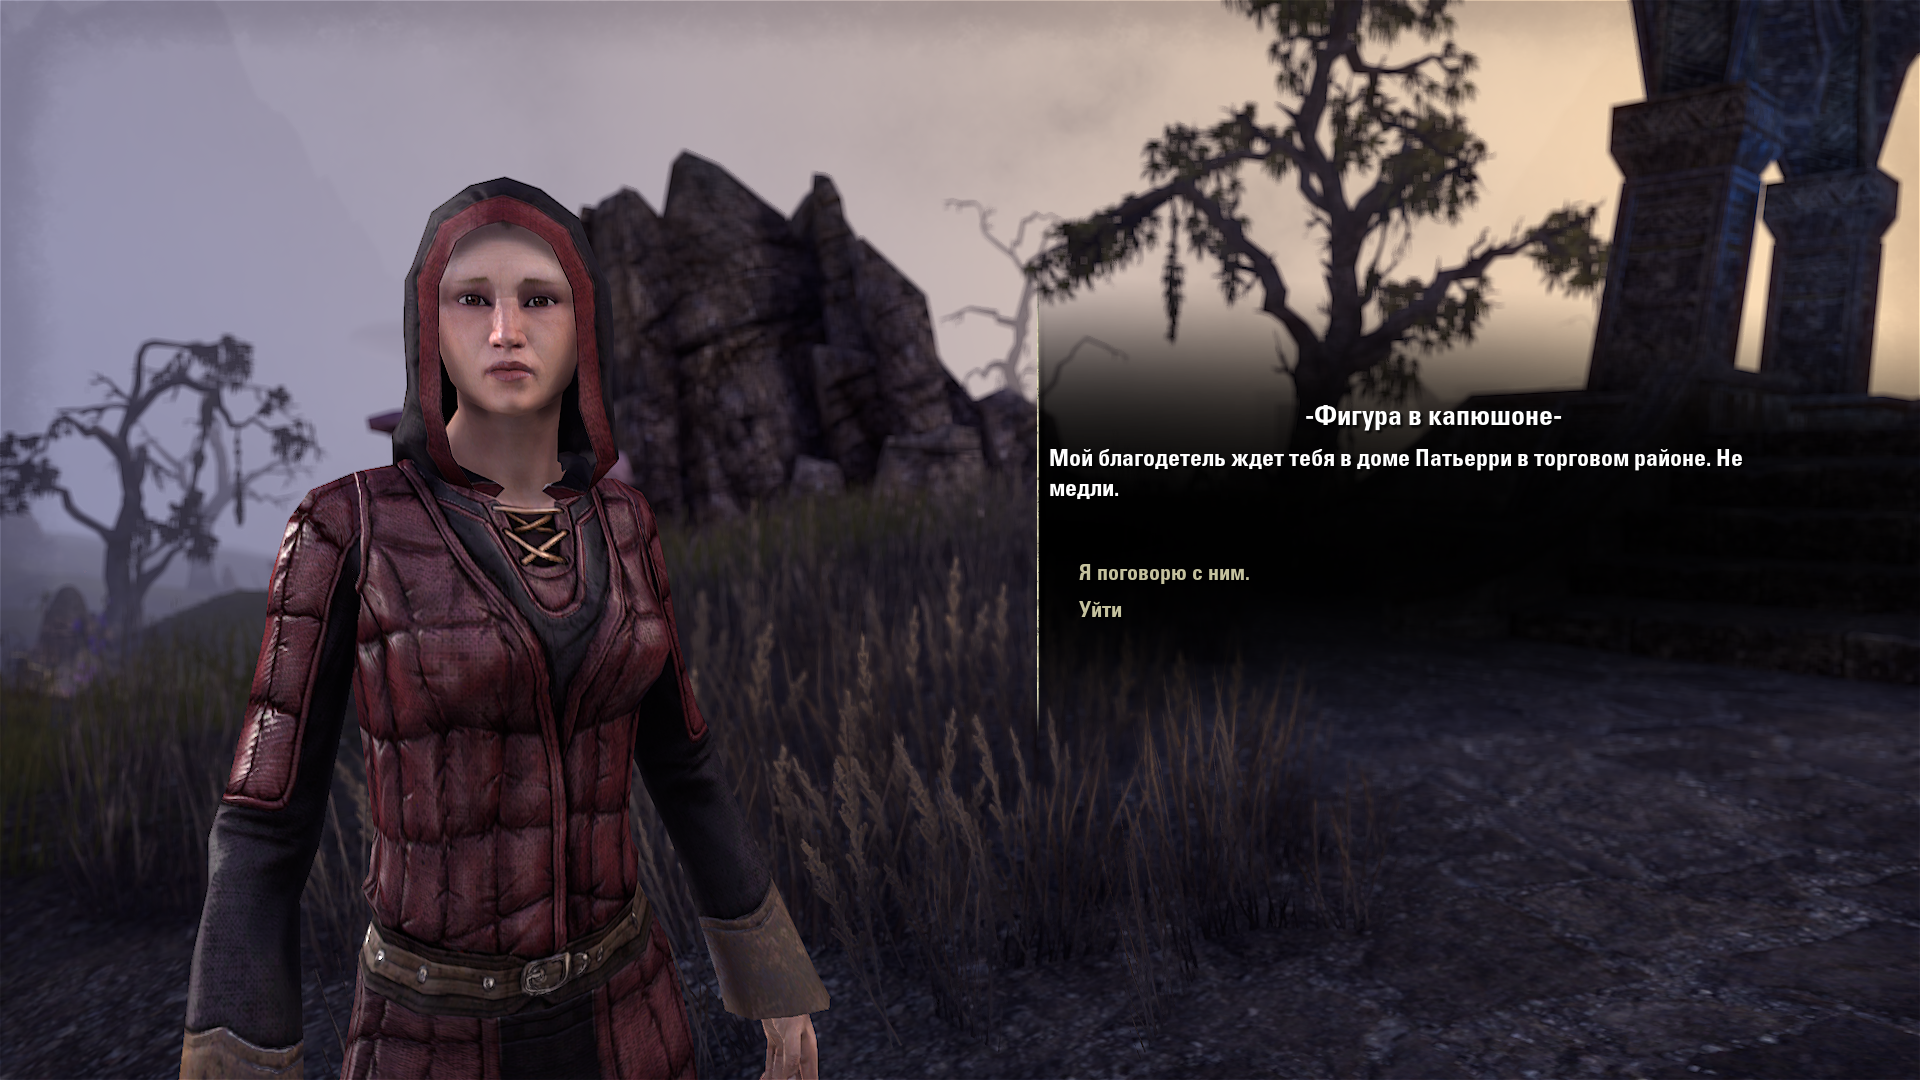 -Фигура в капюшоне-
Мой благодетель ждет тебя в доме Патьерри в торговом районе. Не
медли.
Я поговорю с ним.
Уйти